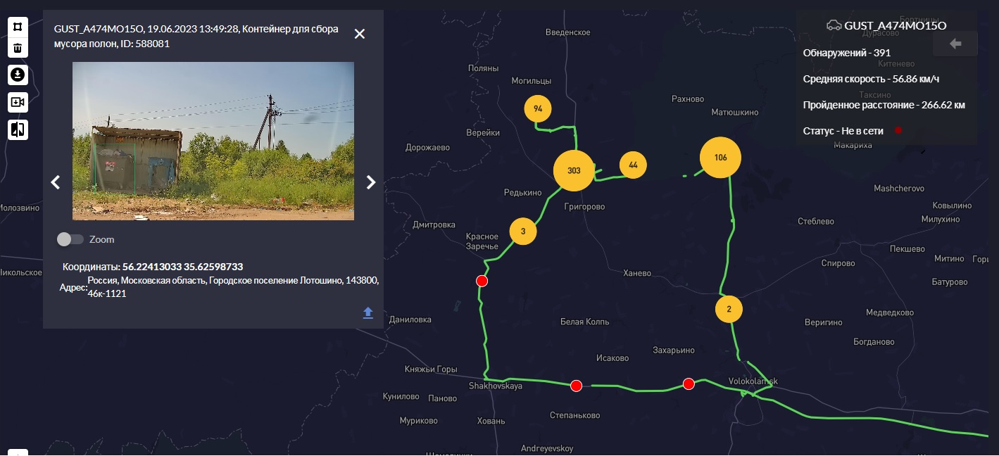 GUST_A474MO15O, 19.06.2023 13:49:28, Контейнер для сбора
мусора полон, ID: 588081
Zoom
Координаты: 56.22413033 35.62598733
Адрес:
Россия, Московская область, Городское поселение Лотошино, 143800,
46к-1121
GUST_A474MO15O
Обнаружений - 391
Средняя скорость - 56.86 км/ч
Пройденное расстояние - 266.62 км
Статус - Не в сети
Бортницы
Дурасово
Китенево
Таксино
Макариха
Введенское
Поляны
Могильцы
94
Рахново
Матюшкино
Верейки
Дорожаево
303
44
106
Редькино
Григорово
Mashcherovo
Ковылино
Милухино
Стеблево
Молозвино
Дмитровка
3
Красное
Заречье
Пекшево
Митино
Спирово
Никольское
Ханево
Батурово
2
Медведково
Даниловка
Белая Колпь
Веригино
Богданово
Захарьино
Исаково
Княжьи Горы
Shakhovskaya
Volokolamsk
Кунилово
Паново
Степаньково
Муриково
Ховань
Andreyevskoy